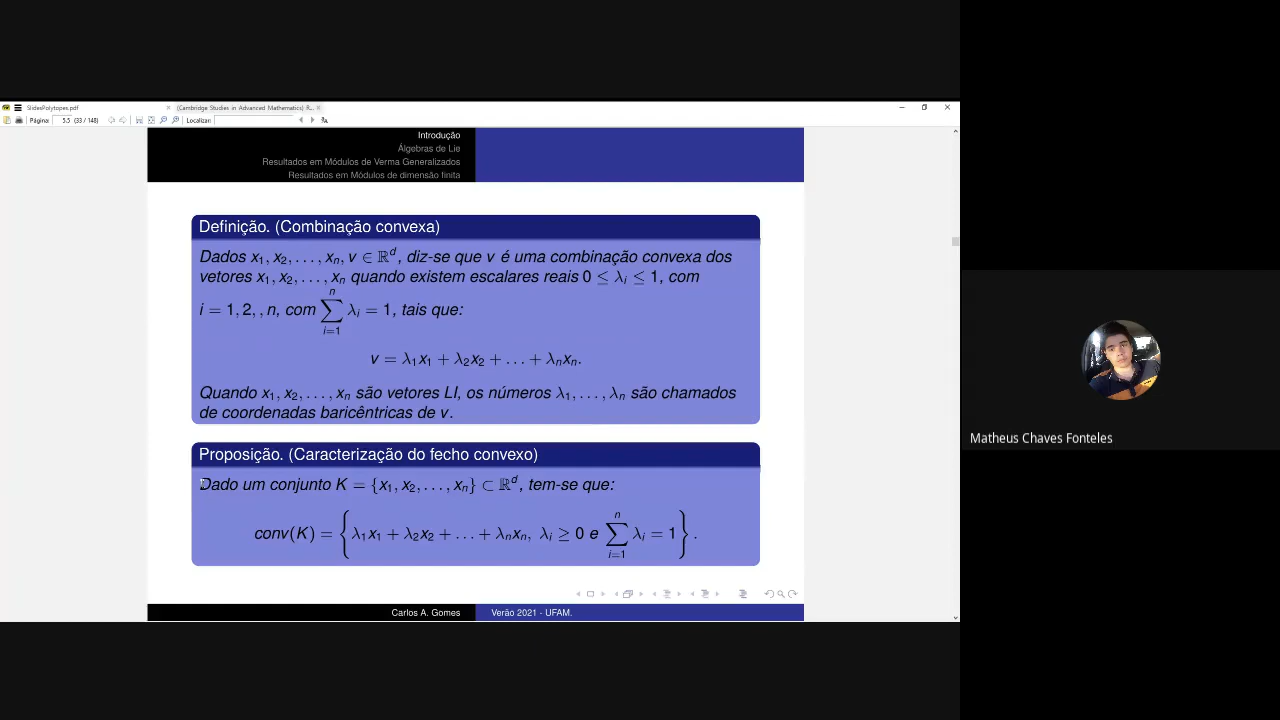 SlidesPolytopes.pdf
(Cambridge Studies in Advanced Mathematics) R...
Página: 5.5 (33 / 148) Localizar:
Introdução
Álgebras de Lie
Resultados em Módulos de Verma Generalizados
Resultados em Módulos de dimensão finita
Definição. (Combinação convexa)
Dados x₁, x₂, . . . , xₙ, v ∈ ℝᵈ, diz-se que v é uma combinação convexa dos
vetores x₁, x₂, . . . , xₙ quando existem escalares reais 0 ≤ λᵢ ≤ 1, com
i = 1, 2, , n, com ∑ᵢ₌₁ⁿ λᵢ = 1, tais que:
v = λ₁x₁ + λ₂x₂ + . . . + λₙxₙ.
Quando x₁, x₂, . . . , xₙ são vetores LI, os números λ₁, . . . , λₙ são chamados
de coordenadas baricêntricas de v.
Proposição. (Caracterização do fecho convexo)
Dado um conjunto K = {x₁, x₂, . . . , xₙ} ⊂ ℝᵈ, tem-se que:
conv(K) = {λ₁x₁ + λ₂x₂ + . . . + λₙxₙ, λᵢ ≥ 0 e ∑ᵢ₌₁ⁿ λᵢ = 1}.
Carlos A. Gomes
Verão 2021 - UFAM.
Matheus Chaves Fonteles